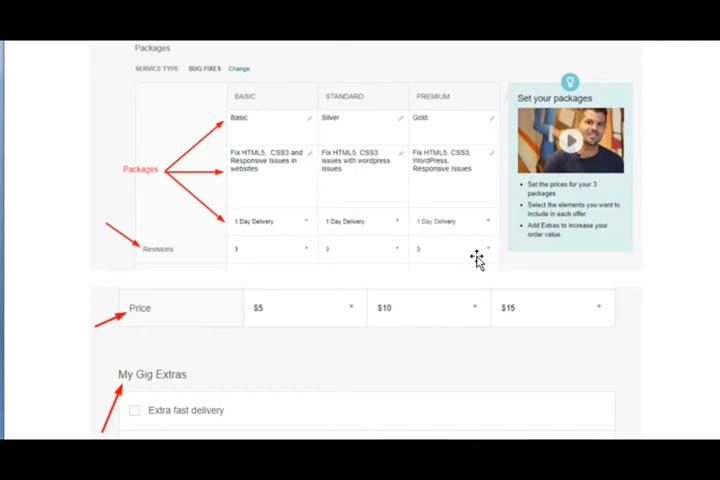 Packages
SERVICE TYPE BUG FIXES Change
BASIC STANDARD PREMIUM
Basic Silver Gold
Fix HTML5, CSS3 and Responsive Issues in websites.
Fix HTML5, CSS3 issues with wordpress issues.
Fix HTML5, CSS3, WordPress, Responsive Issues
Packages
1 Day Delivery 1 Day Delivery 1 Day Delivery
Revisions 3 3 3
Set your packages
Set the prices for your 3 packages.
Select the elements you want to include in each offer.
Add Extras to increase your order value.
Price $5 $10 $15
My Gig Extras
Extra fast delivery